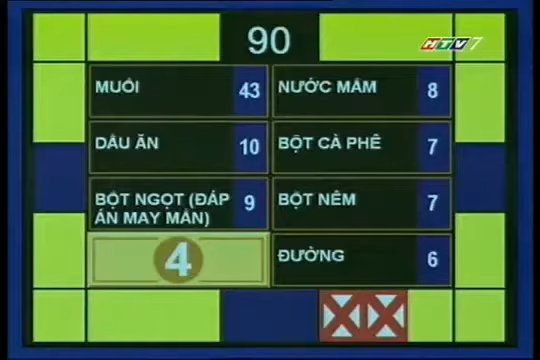 90
HTV7
MUỐI 43
DẦU ĂN 10
BỘT NGỌT (ĐÁP
ÁN MAY MẮN) 9
4
NƯỚC MẮM 8
BỘT CÀ PHÊ 7
BỘT NÊM 7
ĐƯỜNG 6
XX